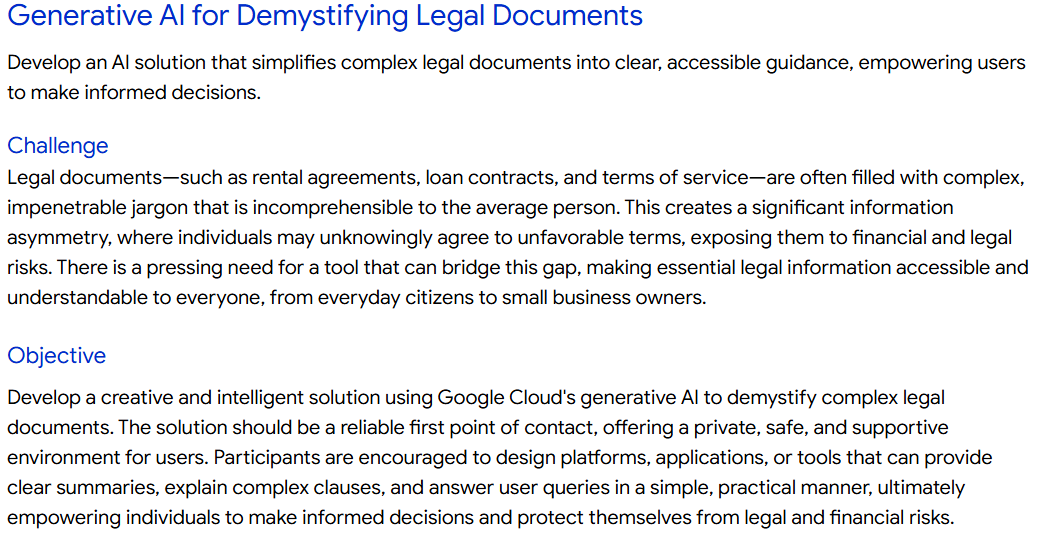 Generative AI for Demystifying Legal Documents
Develop an AI solution that simplifies complex legal documents into clear, accessible guidance, empowering users
to make informed decisions.
Challenge
Legal documents—such as rental agreements, loan contracts, and terms of service—are often filled with complex,
impenetrable jargon that is incomprehensible to the average person. This creates a significant information
asymmetry, where individuals may unknowingly agree to unfavorable terms, exposing them to financial and legal
risks. There is a pressing need for a tool that can bridge this gap, making essential legal information accessible and
understandable to everyone, from everyday citizens to small business owners.
Objective
Develop a creative and intelligent solution using Google Cloud's generative AI to demystify complex legal
documents. The solution should be a reliable first point of contact, offering a private, safe, and supportive
environment for users. Participants are encouraged to design platforms, applications, or tools that can provide
clear summaries, explain complex clauses, and answer user queries in a simple, practical manner, ultimately
empowering individuals to make informed decisions and protect themselves from legal and financial risks.